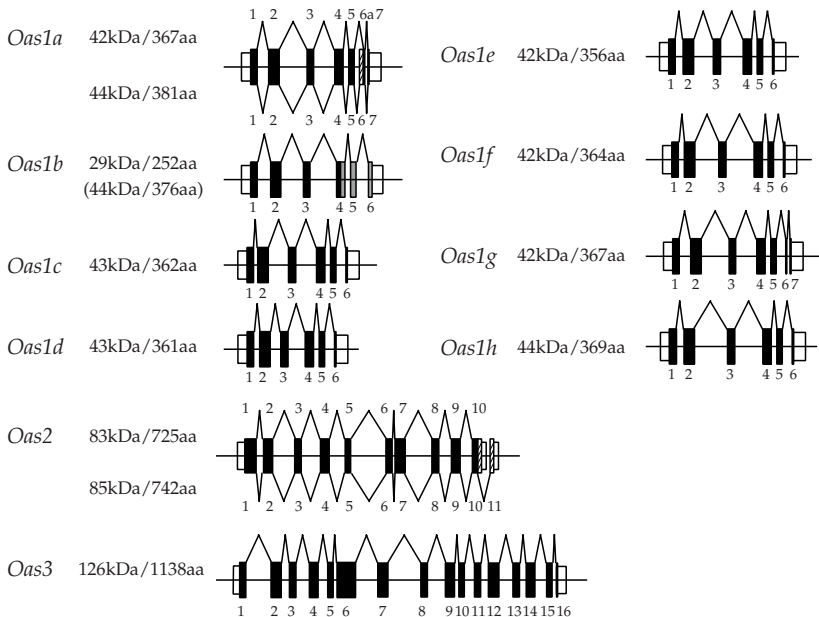 1 2 3 4 5 6a 7
Oas1a 42kDa/367aa
44kDa/381aa
1 2 3 4 5 6 7
Oas1b 29kDa/252aa
(44kDa/376aa)
1 2 3 4 5 6
Oas1c 43kDa/362aa
1 2 3 4 5 6
Oas1d 43kDa/361aa
1 2 3 4 5 6
Oas1e 42kDa/356aa
1 2 3 4 5 6
Oas1f 42kDa/364aa
1 2 3 4 5 6
Oas1g 42kDa/367aa
1 2 3 4 5 6 7
Oas1h 44kDa/369aa
1 2 3 4 5 6
1 2 3 4 5 6 7 8 9 10
Oas2 83kDa/725aa
85kDa/742aa
1 2 3 4 5 6 7 8 9 10 11
Oas3 126kDa/1138aa
1 2 3 4 5 6 7 8 9 10 11 12 13 14 15 16